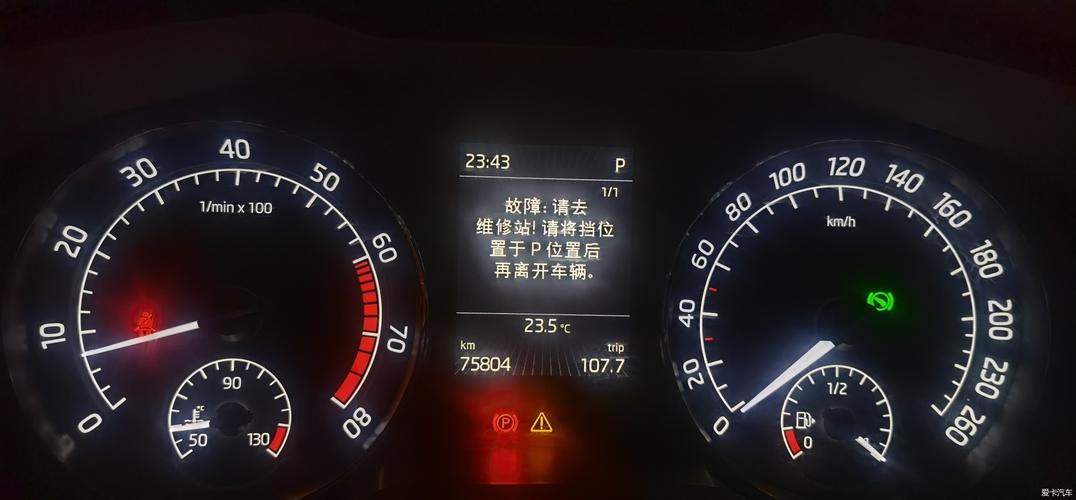 23:43 P
1/1
故障: 请去
维修站! 请将挡位
置于 P 位置后
再离开车辆。
23.5 °C
km trip
75804 107.7
0 10 20 30 40 50 60 70 80
1/min x 100
50 90 130
°C
0 20 40 60 80 100 120 140 160 180 200 230 260
km/h
0 1/2
P
爱卡汽车